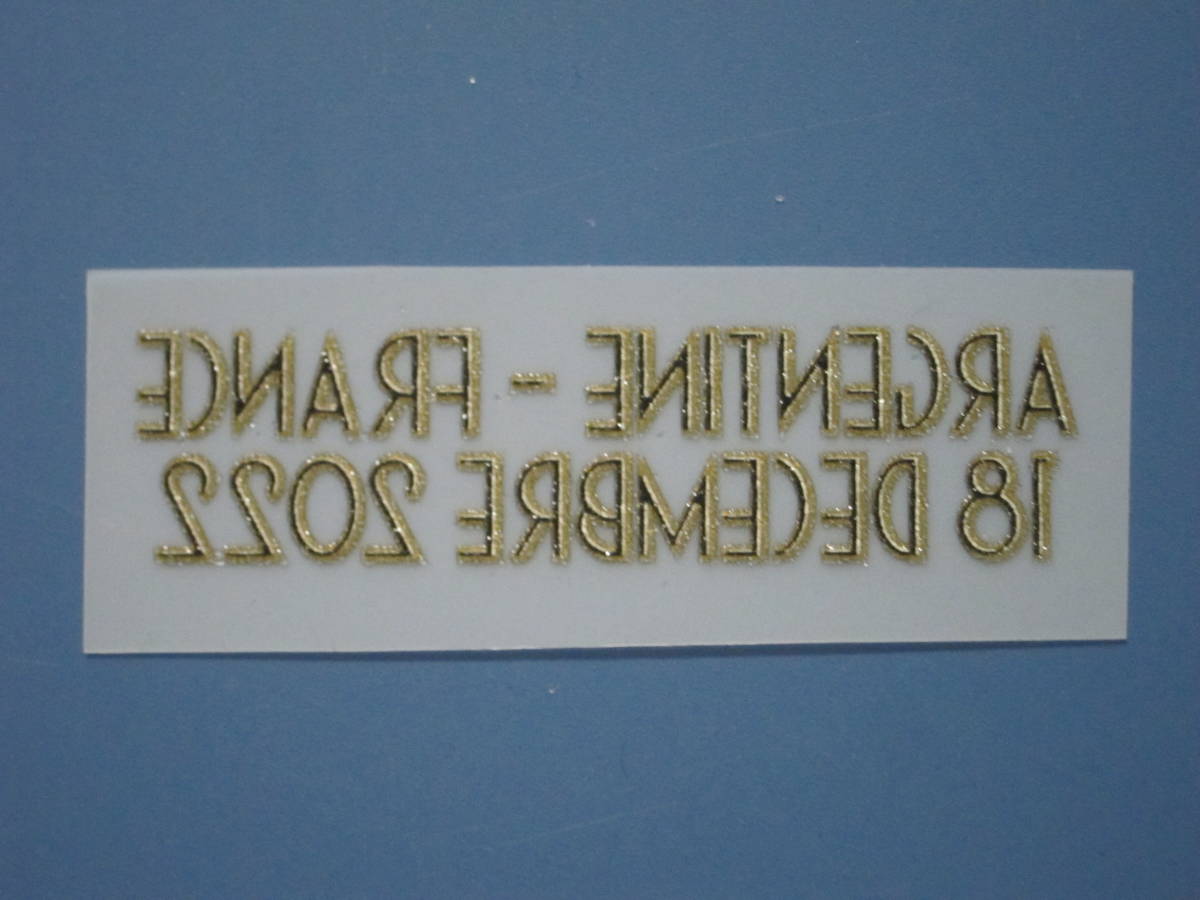 ARGENTINE - FRANCE
18 DECEMBRE 2022